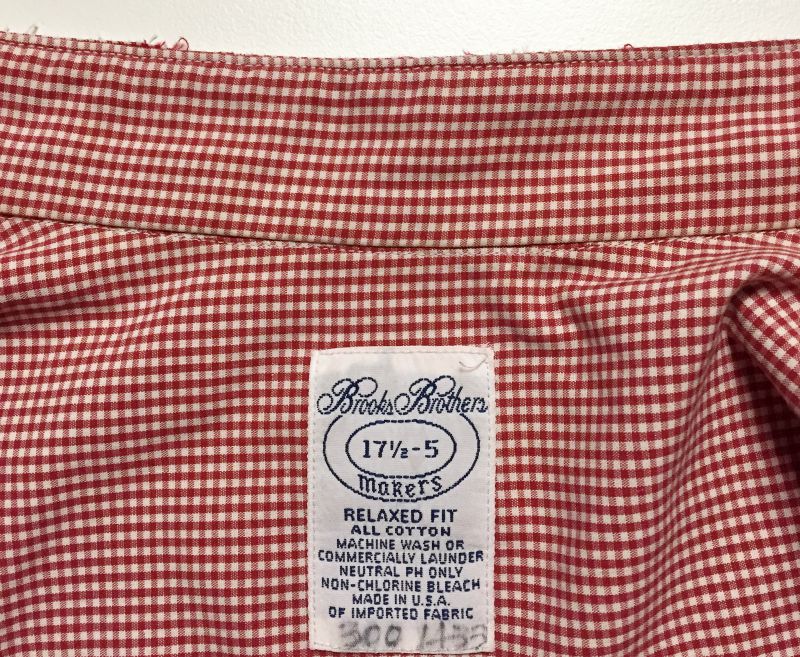 Brooks Brothers
17½-5
Makers
RELAXED FIT
ALL COTTON
MACHINE WASH OR
COMMERCIALLY LAUNDER
NEUTRAL PH ONLY
NON-CHLORINE BLEACH
MADE IN U.S.A.
OF IMPORTED FABRIC
300